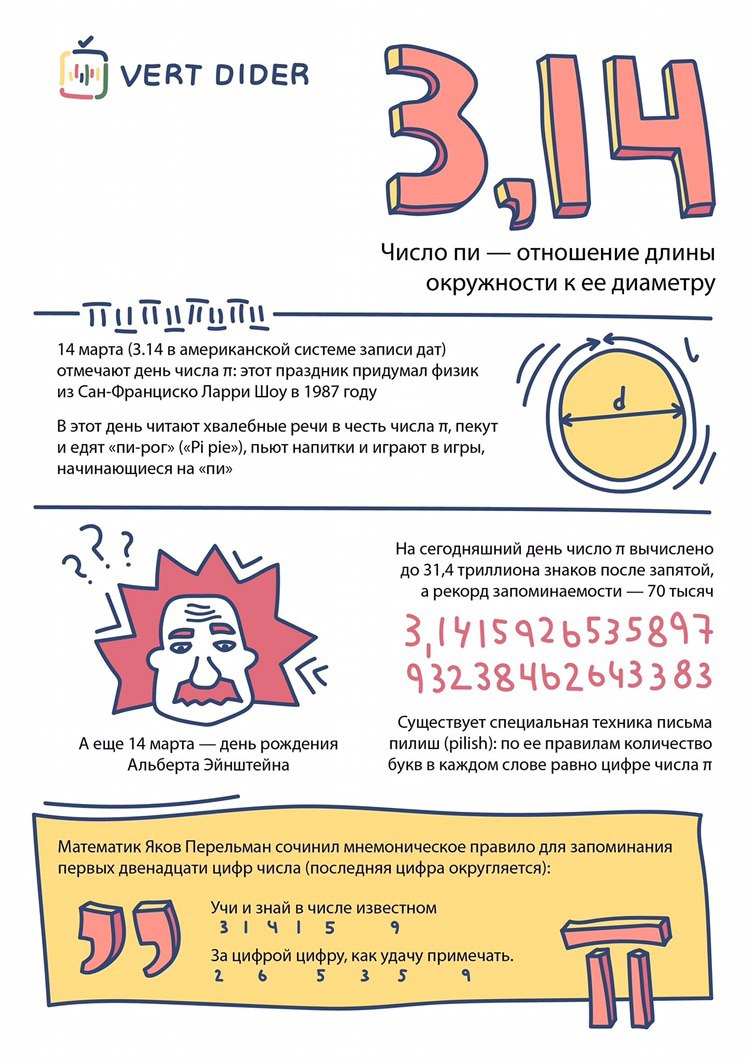 VERT DIDER
3,14
Число пи — отношение длины
окружности к ее диаметру
14 марта (3.14 в американской системе записи дат)
отмечают день числа π: этот праздник придумал физик
из Сан-Франциско Ларри Шоу в 1987 году
В этот день читают хвалебные речи в честь числа π, пекут
и едят «пи-рог» («Pi pie»), пьют напитки и играют в игры,
начинающиеся на «пи»
l
d
???
А еще 14 марта — день рождения
Альберта Эйнштейна
На сегодняшний день число π вычислено
до 31,4 триллиона знаков после запятой,
а рекорд запоминаемости — 70 тысяч
3,1415926535897
93238462643383
Существует специальная техника письма
пилиш (pilish): по ее правилам количество
букв в каждом слове равно цифре числа π
Математик Яков Перельман сочинил мнемоническое правило для запоминания
первых двенадцати цифр числа (последняя цифра округляется):
Учи и знай в числе известном
3 1 4 1 5 9
За цифрой цифру, как удачу примечать.
2 6 5 3 5 9
π